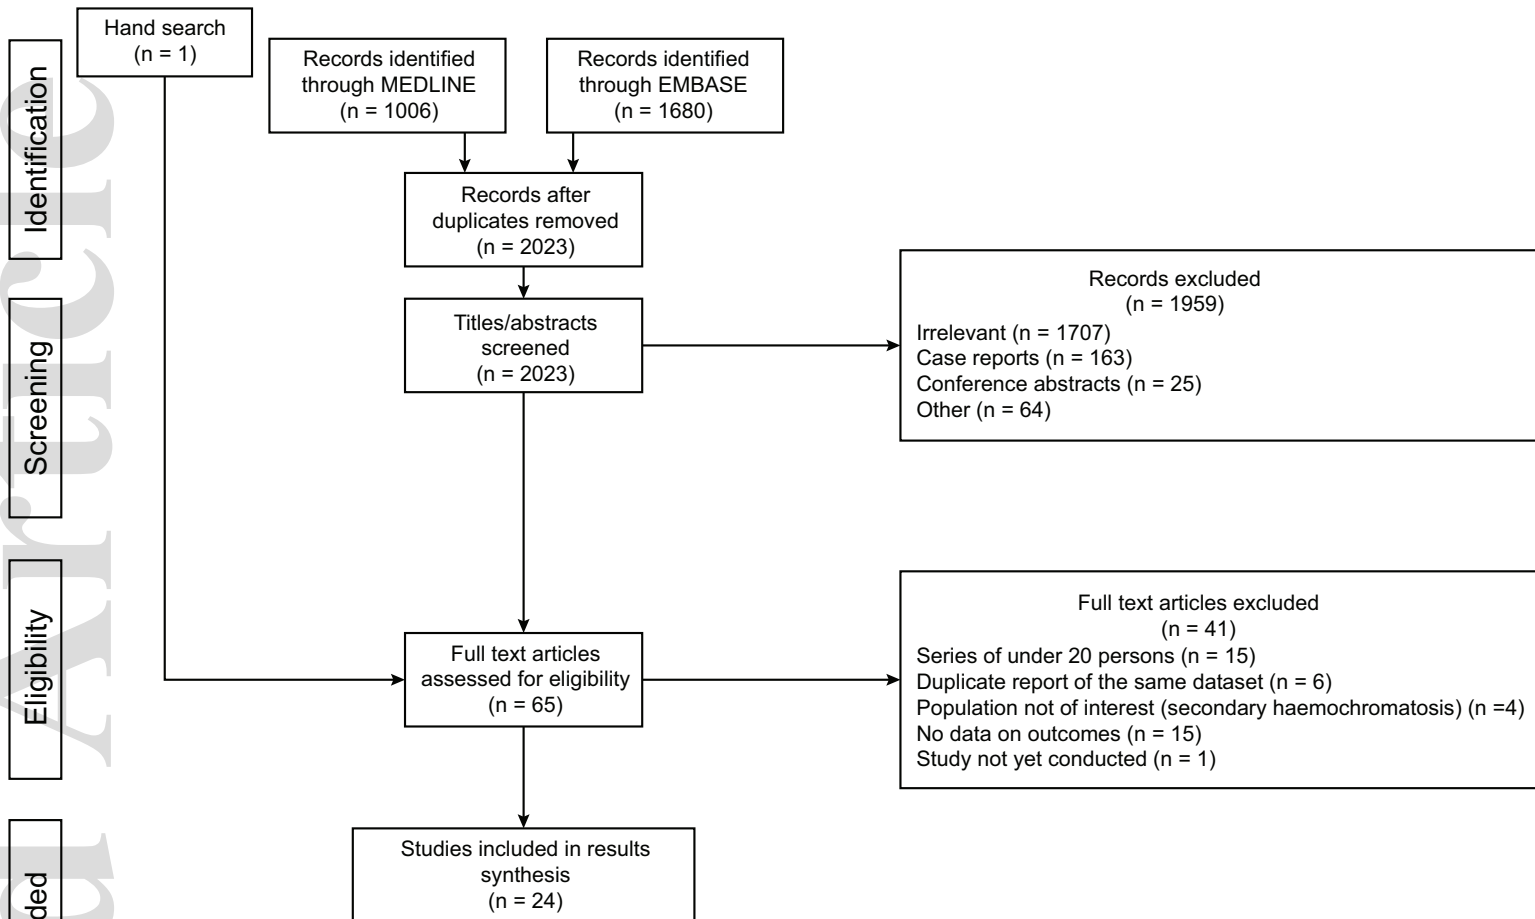 Hand search
(n = 1)
Records identified
through MEDLINE
(n = 1006)
Records identified
through EMBASE
(n = 1680)
Identification
Records after
duplicates removed
(n = 2023)
Titles/abstracts
screened
(n = 2023)
Records excluded
(n = 1959)
Irrelevant (n = 1707)
Case reports (n = 163)
Conference abstracts (n = 25)
Other (n = 64)
Screening
Full text articles
assessed for eligibility
(n = 65)
Full text articles excluded
(n = 41)
Series of under 20 persons (n = 15)
Duplicate report of the same dataset (n = 6)
Population not of interest (secondary haemochromatosis) (n =4)
No data on outcomes (n = 15)
Study not yet conducted (n = 1)
Eligibility
Studies included in results
synthesis
(n = 24)
ded
Article